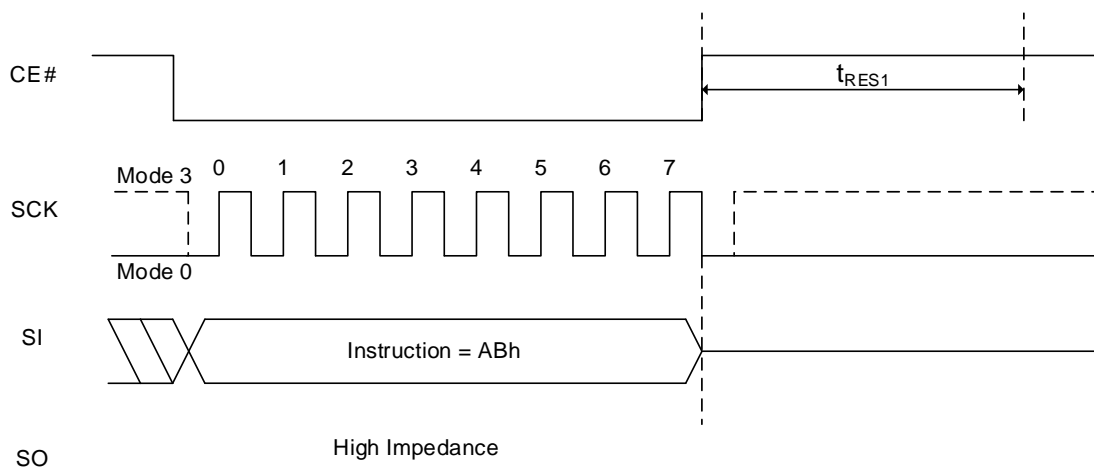 CE#
tRES1
Mode 3 0 1 2 3 4 5 6 7
SCK
Mode 0
SI
Instruction = ABh
High Impedance
SO